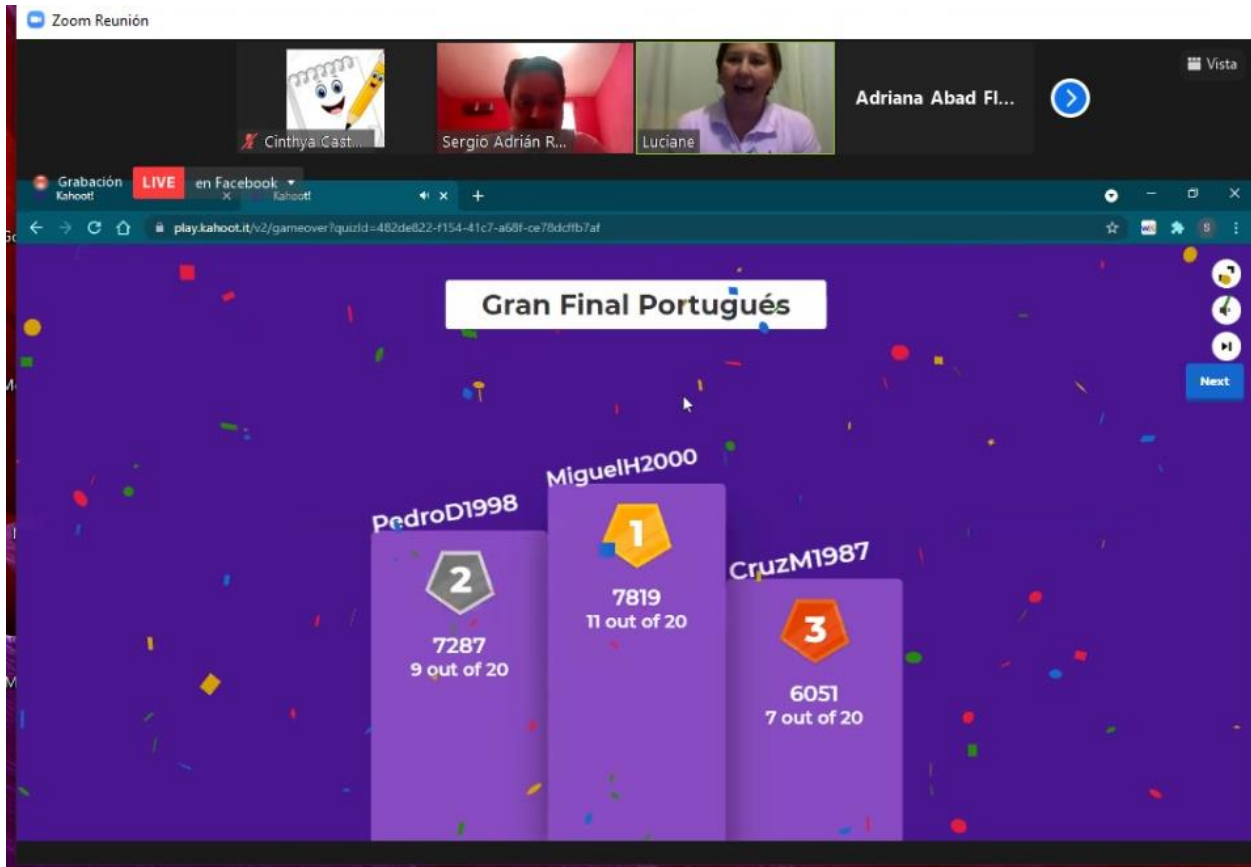 Zoom Reunión
Vista
Cinthya Cast...
Sergio Adrián R...
Luciane
Adriana Abad Fl...
Grabación
LIVE
en Facebook
Kahoot!
Kahoot!
play.kahoot.it/v2/gameover?quizId=482de822-f154-41c7-a68f-ce78dcffb7af
S
Gran Final Portugués
Next
MiguelH2000
PedroD1998
CruzM1987
1
7819
11 out of 20
2
7287
9 out of 20
3
6051
7 out of 20